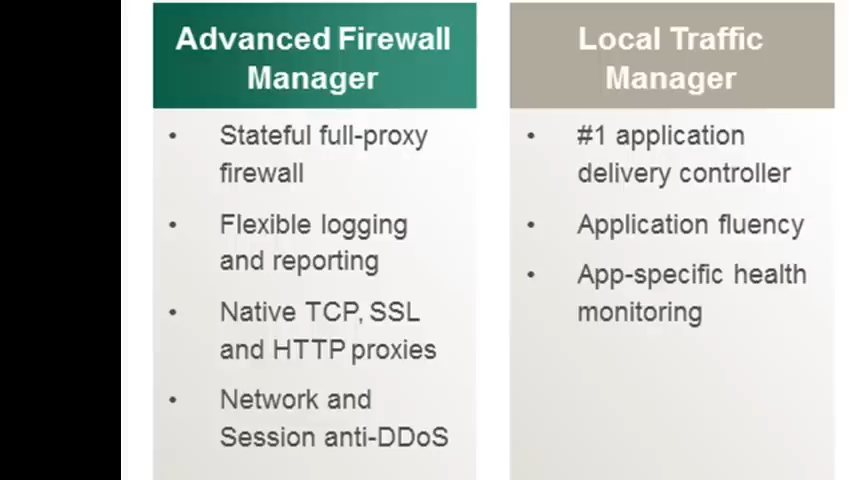 Advanced Firewall
Manager
• Stateful full-proxy
firewall
• Flexible logging
and reporting
• Native TCP, SSL
and HTTP proxies
• Network and
Session anti-DDoS
Local Traffic
Manager
• #1 application
delivery controller
• Application fluency
• App-specific health
monitoring